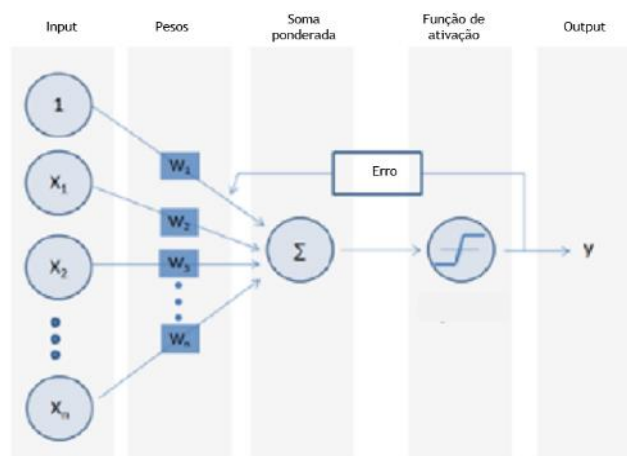 Input
Pesos
Soma
ponderada
Função de
ativação
Output
1
W₁
Erro
X₁
W₂
X₂
W₃
Σ
y
Wₙ
Xₙ